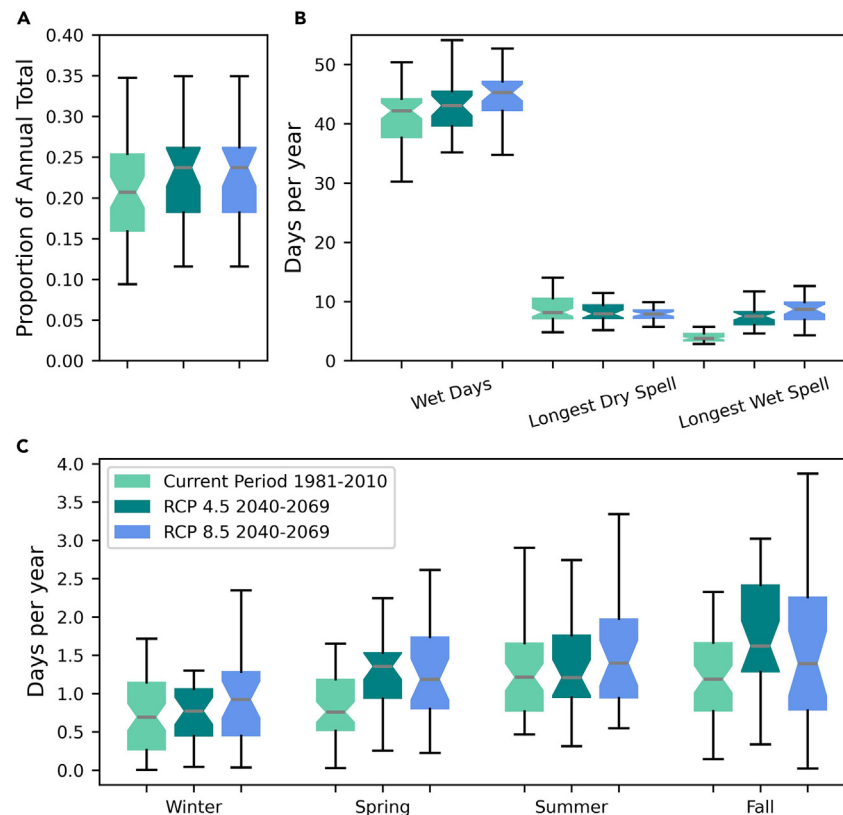 A
Proportion of Annual Total
0.40
0.35
0.30
0.25
0.20
0.15
0.10
0.05
0.00
B
Days per year
50
40
30
20
10
0
Wet Days
Longest Dry Spell
Longest Wet Spell
C
Days per year
4.0
3.5
3.0
2.5
2.0
1.5
1.0
0.5
0.0
Current Period 1981-2010
RCP 4.5 2040-2069
RCP 8.5 2040-2069
Winter
Spring
Summer
Fall